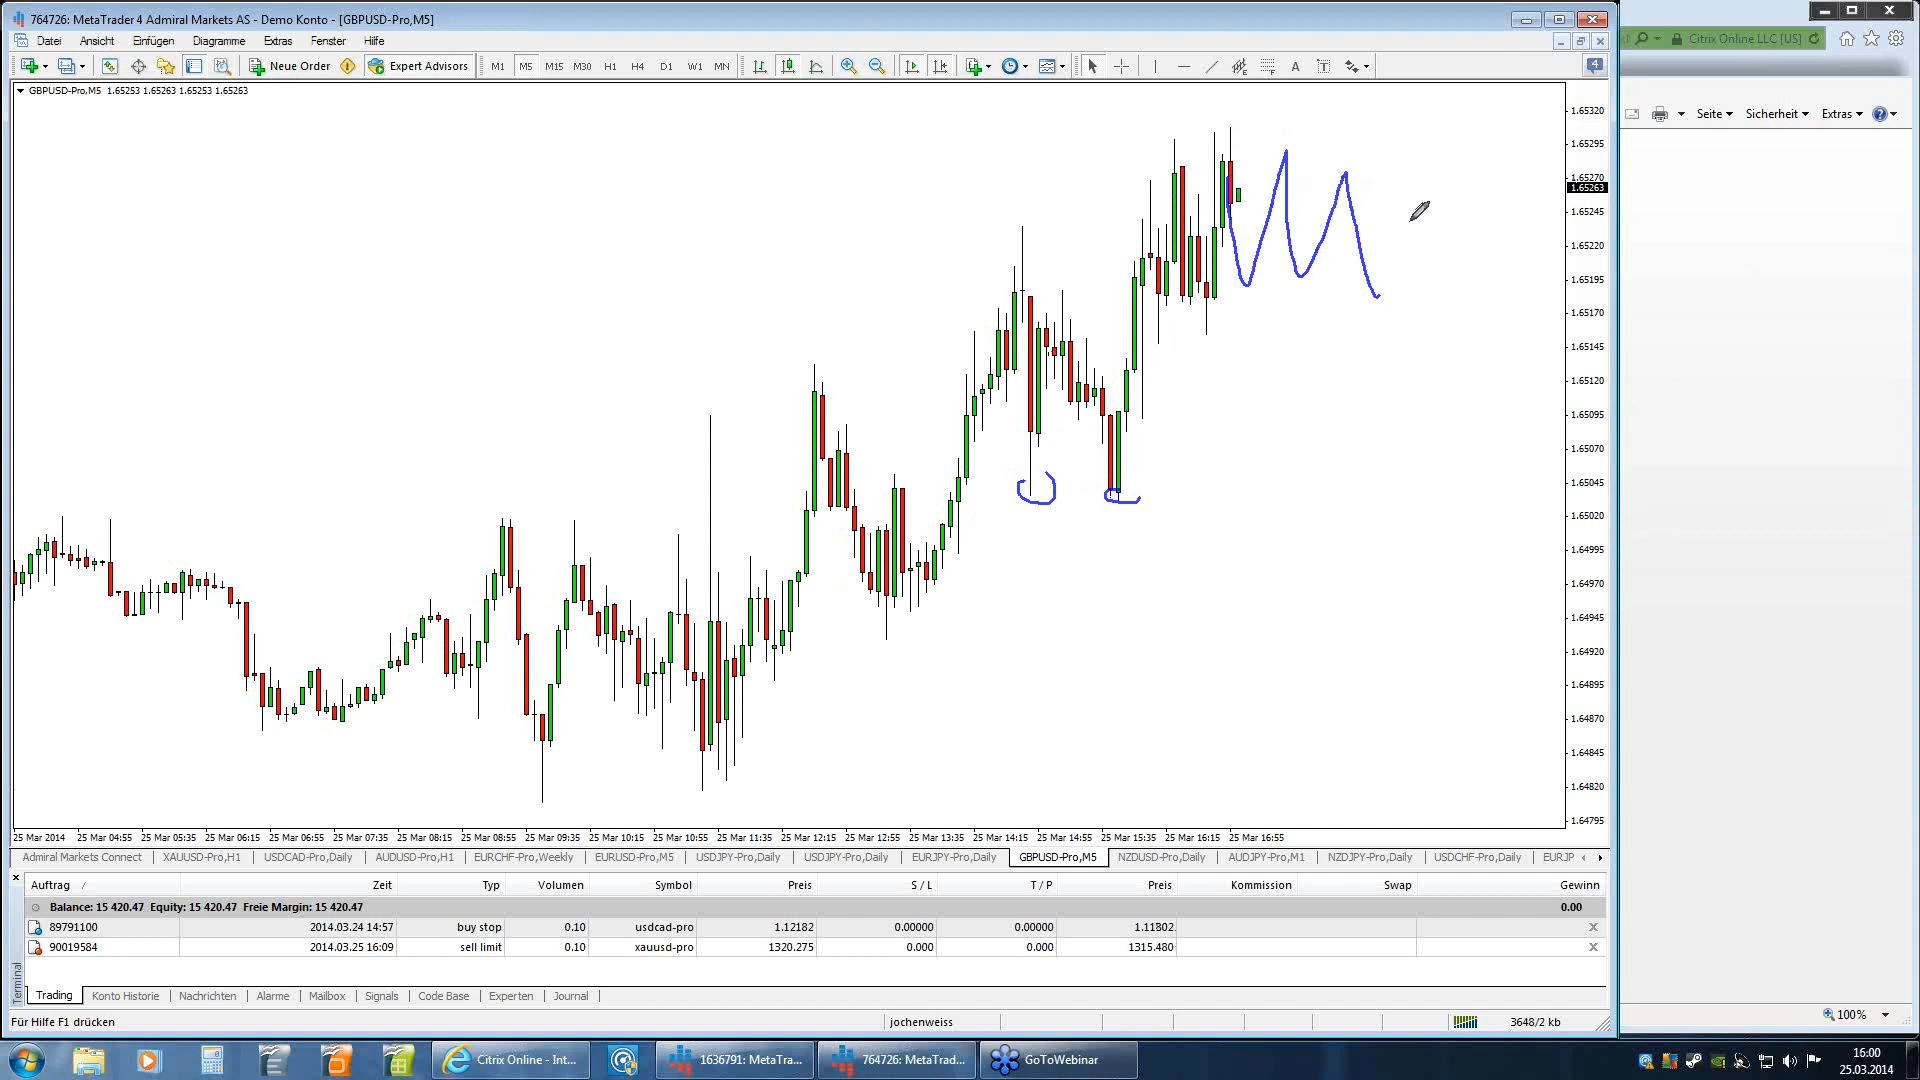 764726: MetaTrader 4 Admiral Markets AS - Demo Konto - [GBPUSD-Pro,M5]
Citrix Online LLC [US]
Datei Ansicht Einfügen Diagramme Extras Fenster Hilfe
Neue Order Expert Advisors M1 M5 M15 M30 H1 H4 D1 W1 MN A T 4
Seite Sicherheit Extras
GBPUSD-Pro,M5 1.65253 1.65263 1.65253 1.65263
1.65320
1.65295
1.65270
1.65263
1.65245
1.65220
1.65195
1.65170
1.65145
1.65120
1.65095
1.65070
1.65045
1.65020
1.64995
1.64970
1.64945
1.64920
1.64895
1.64870
1.64845
1.64820
1.64795
25 Mar 2014 25 Mar 04:55 25 Mar 05:35 25 Mar 06:15 25 Mar 06:55 25 Mar 07:35 25 Mar 08:15 25 Mar 08:55 25 Mar 09:35 25 Mar 10:15 25 Mar 10:55 25 Mar 11:35 25 Mar 12:15 25 Mar 12:55 25 Mar 13:35 25 Mar 14:15 25 Mar 14:55 25 Mar 15:35 25 Mar 16:15 25 Mar 16:55
Admiral Markets Connect XAUUSD-Pro,H1 USDCAD-Pro,Daily AUDUSD-Pro,H1 EURCHF-Pro,Weekly EURUSD-Pro,M5 USDJPY-Pro,Daily USDJPY-Pro,Daily EURJPY-Pro,Daily GBPUSD-Pro,M5 NZDUSD-Pro,Daily AUDJPY-Pro,M1 NZDJPY-Pro,Daily USDCHF-Pro,Daily EURJP
Auftrag / Zeit Typ Volumen Symbol Preis S / L T / P Preis Kommission Swap Gewinn
Balance: 15 420.47 Equity: 15 420.47 Freie Margin: 15 420.47 0.00
89791100 2014.03.24 14:57 buy stop 0.10 usdcad-pro 1.12182 0.00000 0.00000 1.11802
90019584 2014.03.25 16:09 sell limit 0.10 xauusd-pro 1320.275 0.000 0.000 1315.480
Terminal
Trading Konto Historie Nachrichten Alarme Mailbox Signals Code Base Experten Journal
Für Hilfe F1 drücken jochenweiss 3648/2 kb
100%
Citrix Online - Int... 1636791: MetaTra... 764726: MetaTrad... GoToWebinar
16:00
25.03.2014